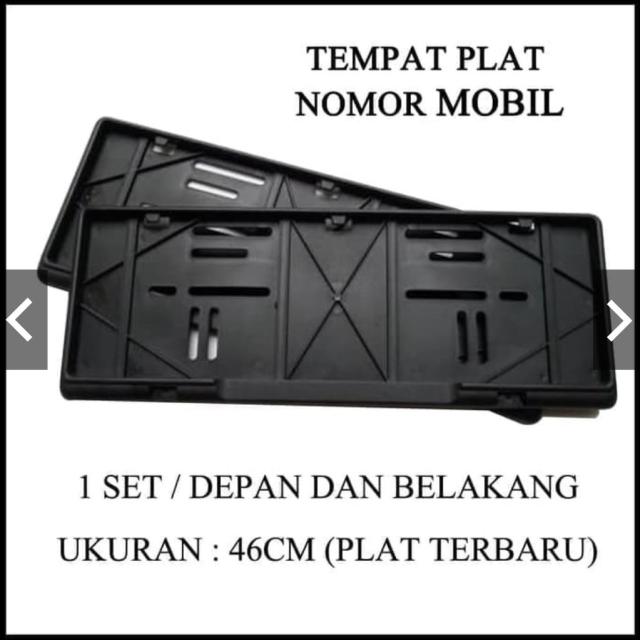 TEMPAT PLAT
NOMOR MOBIL
1 SET / DEPAN DAN BELAKANG
UKURAN : 46CM (PLAT TERBARU)